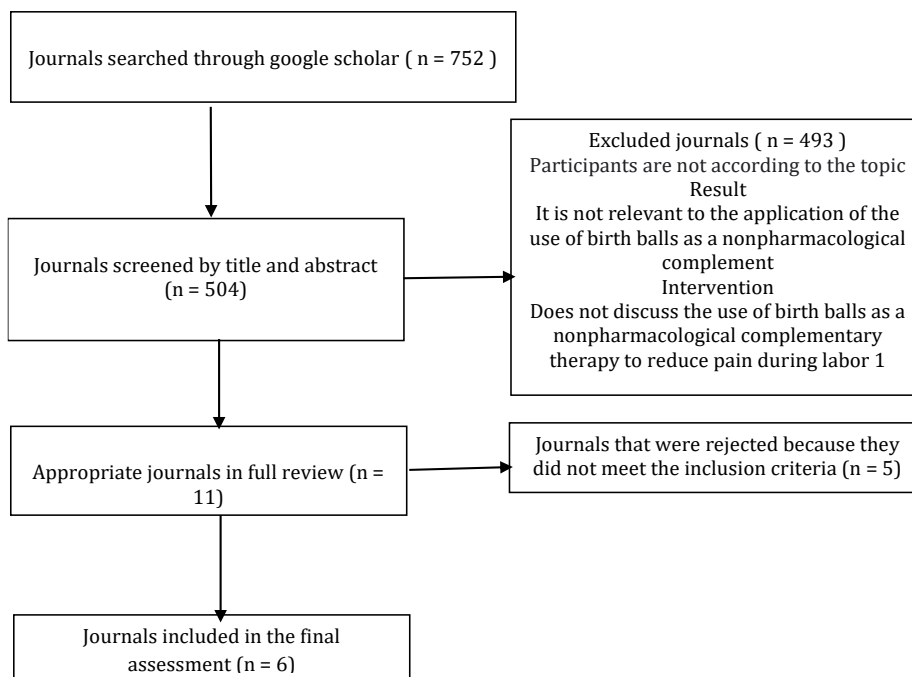 Journals searched through google scholar ( n = 752 )
Excluded journals ( n = 493 )
Participants are not according to the topic
Result
It is not relevant to the application of the
use of birth balls as a nonpharmacological
complement
Intervention
Does not discuss the use of birth balls as a
nonpharmacological complementary
therapy to reduce pain during labor 1
Journals screened by title and abstract
(n = 504)
Appropriate journals in full review (n =
11)
Journals that were rejected because they
did not meet the inclusion criteria (n = 5)
Journals included in the final
assessment (n = 6)